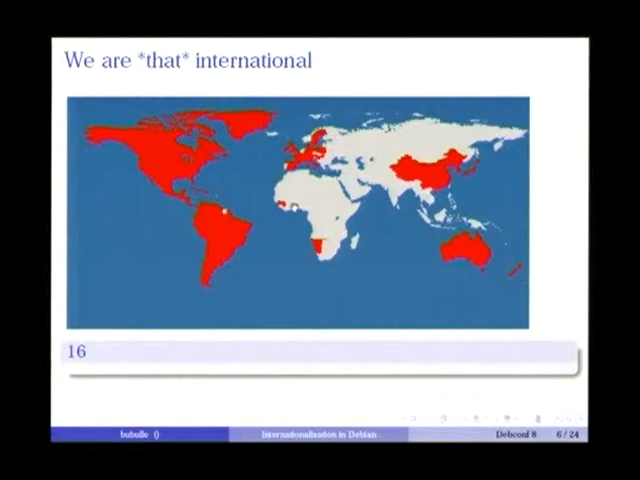 We are *that* international
16
bubulle ()
Internationalisation in Debian
Debconf 8
6 / 24